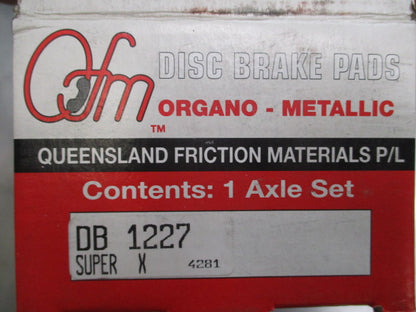 Qfm
TM
DISC BRAKE PADS
ORGANO - METALLIC
QUEENSLAND FRICTION MATERIALS P/L
Contents: 1 Axle Set
DB 1227
SUPER X 4281